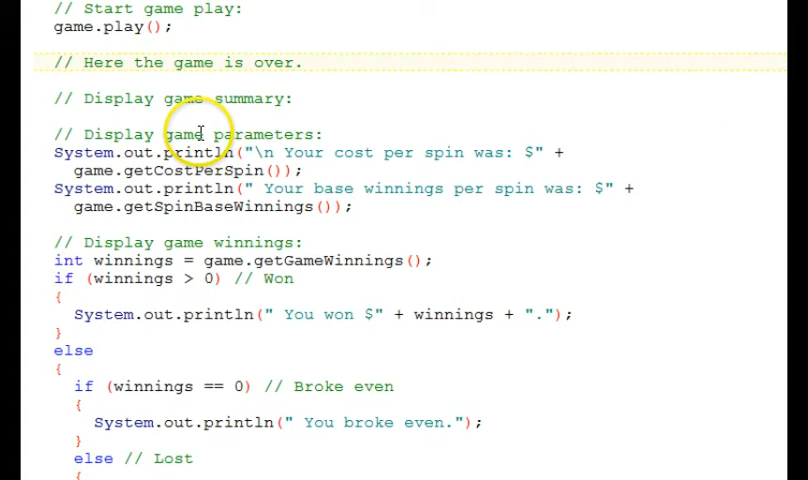 // Start game play:
game.play();
// Here the game is over.
// Display game summary:
// Display game parameters:
System.out.println("\n Your cost per spin was: $" +
game.getCostPerSpin());
System.out.println(" Your base winnings per spin was: $" +
game.getSpinBaseWinnings());
// Display game winnings:
int winnings = game.getGameWinnings();
if (winnings > 0) // Won
{
System.out.println(" You won $" + winnings + ".");
}
else
{
if (winnings == 0) // Broke even
{
System.out.println(" You broke even.");
}
else // Lost
{